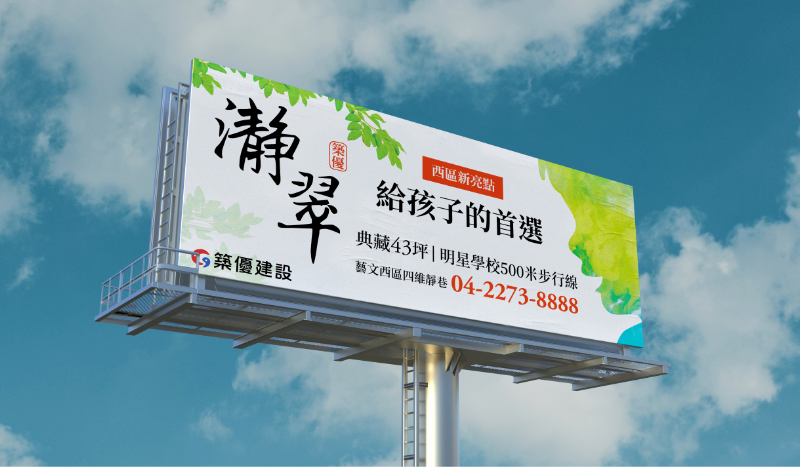 瀞翠
築優
西區新亮點
給孩子的首選
典藏43坪|明星學校500米步行線
藝文西區四維靜巷 04-2273-8888
築優建設